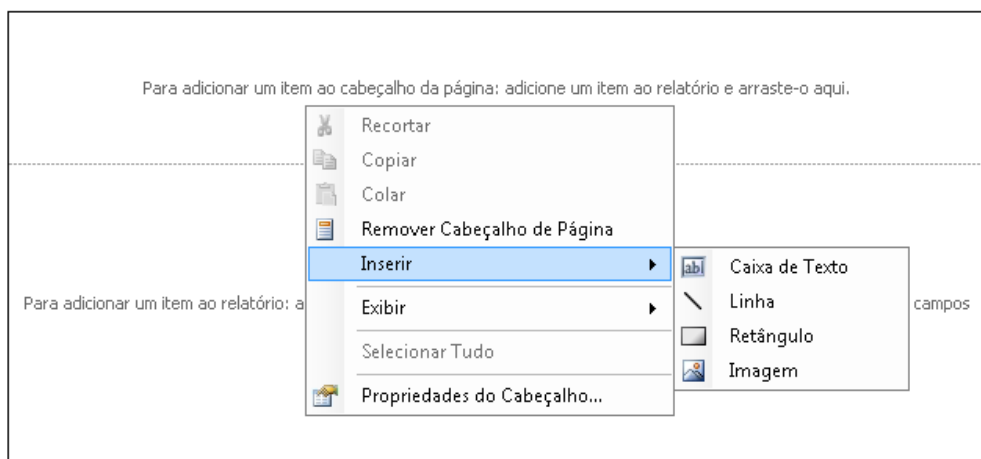 Para adicionar um item ao cabeçalho da página: adicione um item ao relatório e arraste-o aqui.
Recortar
Copiar
Colar
Remover Cabeçalho de Página
Inserir
Caixa de Texto
Linha
Para adicionar um item ao relatório: a
Exibir
campos
Retângulo
Selecionar Tudo
Imagem
Propriedades do Cabeçalho...